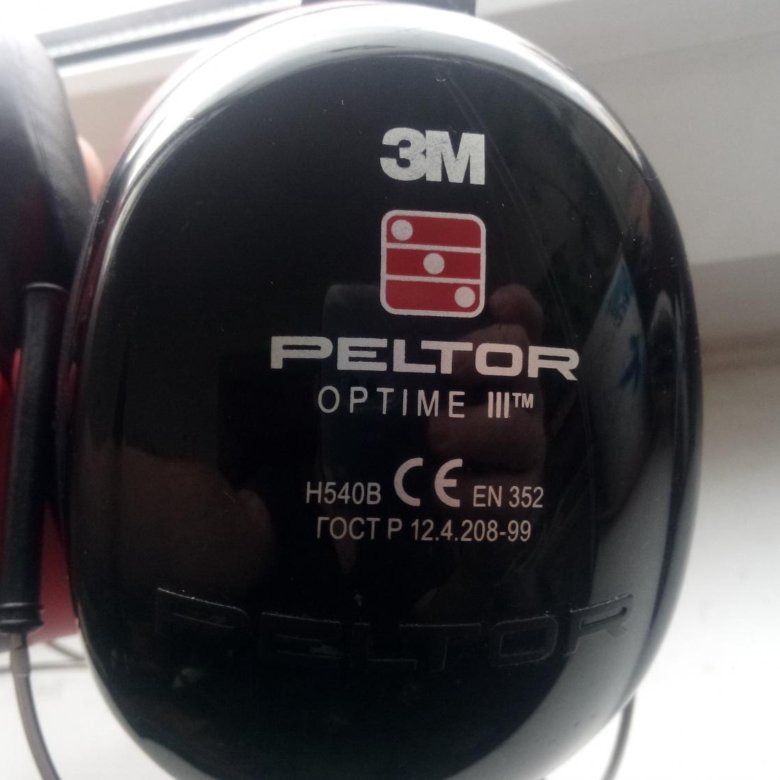 3M
PELTOR
OPTIME III™
H540B CE EN 352
ГОСТ Р 12.4.208-99
PELTOR